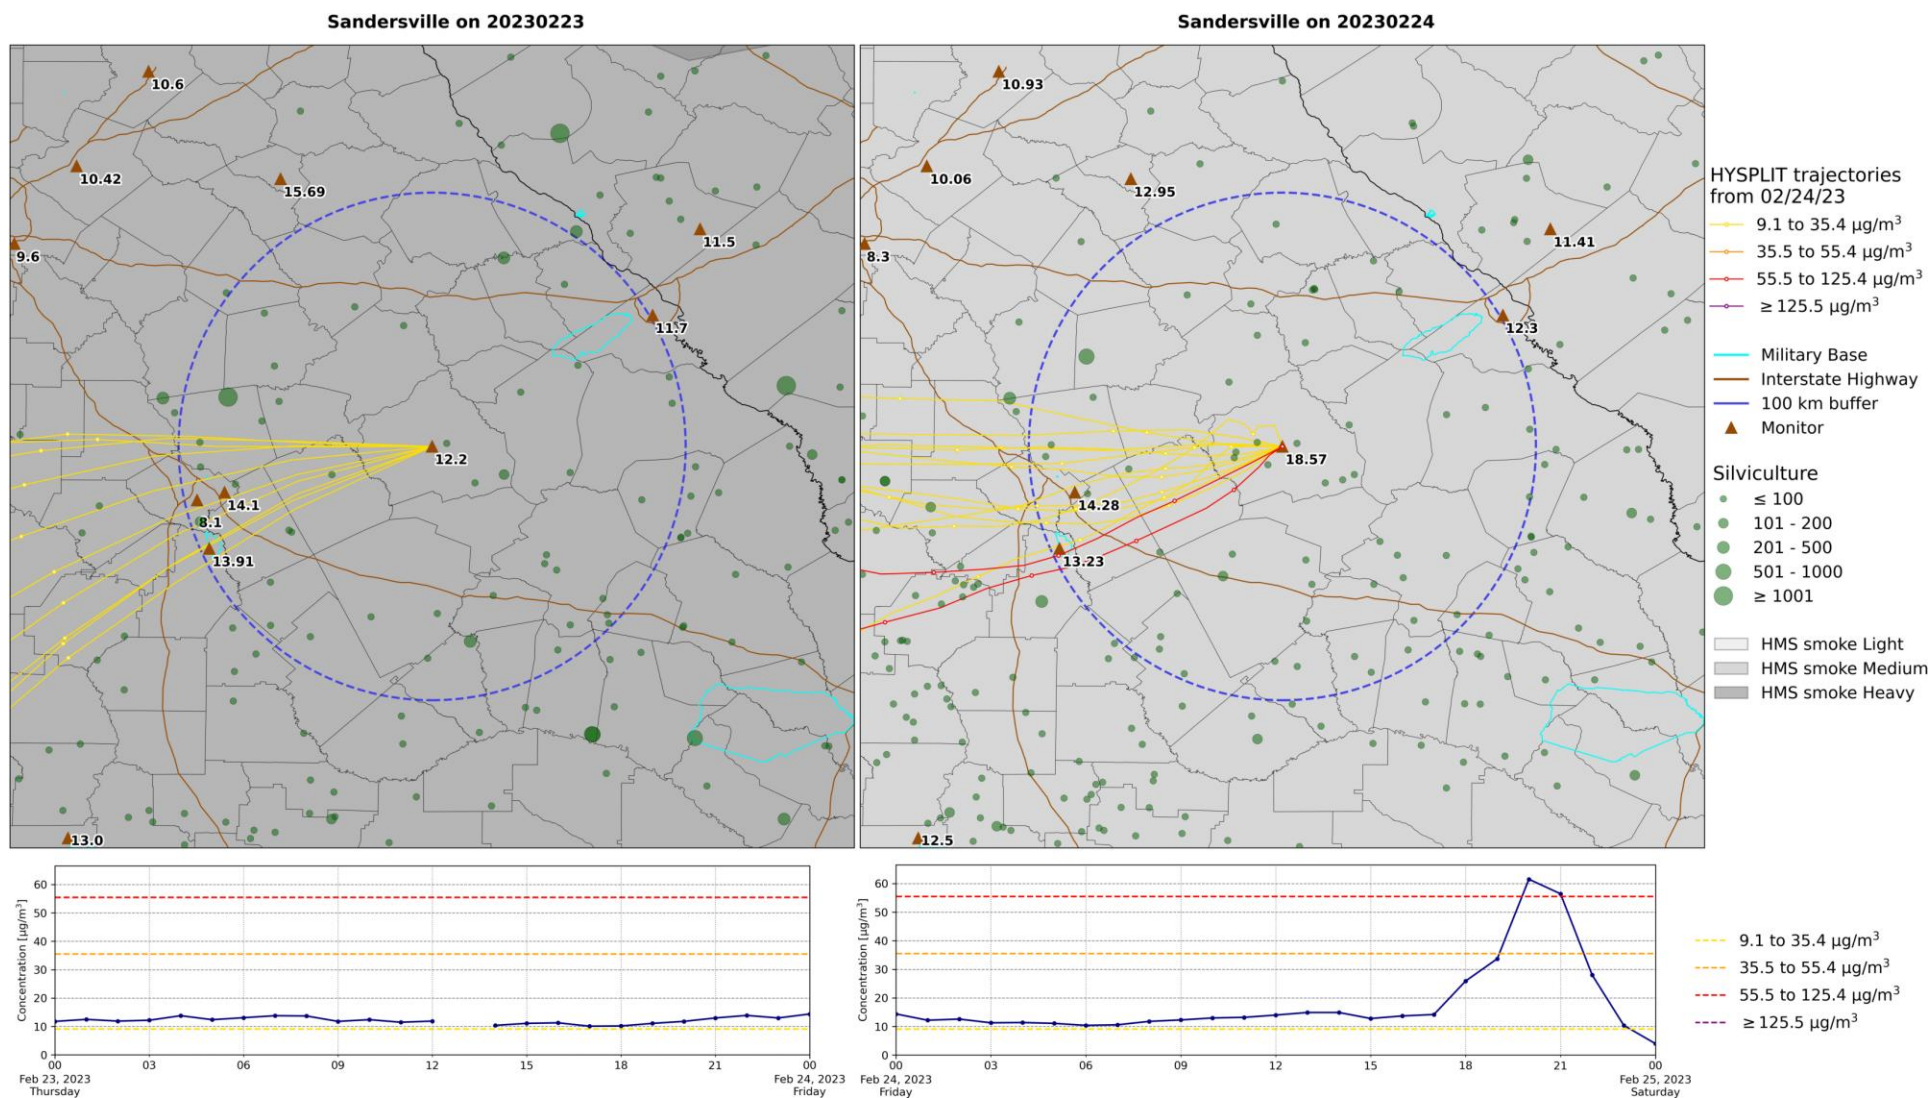 Sandersville on 20230223
10.6
10.42
15.69
9.6
11.5
11.7
12.2
14.1
8.1
13.91
13.0
Sandersville on 20230224
10.93
10.06
12.95
8.3
11.41
12.3
18.57
14.28
13.23
12.5
HYSPLIT trajectories
from 02/24/23
9.1 to 35.4 µg/m³
35.5 to 55.4 µg/m³
55.5 to 125.4 µg/m³
≥ 125.5 µg/m³
Military Base
Interstate Highway
100 km buffer
Monitor
Silviculture
≤ 100
101 - 200
201 - 500
501 - 1000
≥ 1001
HMS smoke Light
HMS smoke Medium
HMS smoke Heavy
Concentration [µg/m³]
60
50
40
30
20
10
0
00 03 06 09 12 15 18 21 00
Feb 23, 2023 Feb 24, 2023
Thursday Friday
Concentration [µg/m³]
60
50
40
30
20
10
0
00 03 06 09 12 15 18 21 00
Feb 24, 2023 Feb 25, 2023
Friday Saturday
9.1 to 35.4 µg/m³
35.5 to 55.4 µg/m³
55.5 to 125.4 µg/m³
≥ 125.5 µg/m³